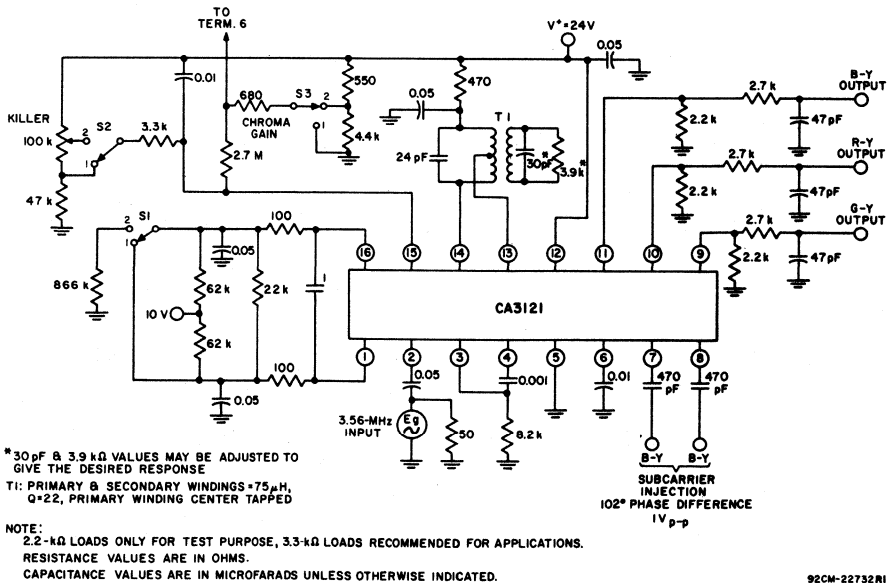 TO
TERM. 6
V+=24V
0.05
0.01
680
S3
2
550
CHROMA
GAIN
1
4.4k
0.05
470
T1
24 pF
30pF*
3.9k*
2.7 k
B-Y
OUTPUT
2.2k
47pF
2.7k
R-Y
OUTPUT
2.2k
47pF
2.7k
G-Y
OUTPUT
2.2k
47pF
KILLER
100k
2
S2
1
3.3k
47k
2.7 M
2
S1
1
866 k
100
0.05
62 k
22k
1
10 V
62 k
100
0.05
16
15
14
13
12
11
10
9
CA3121
1
2
3
4
5
6
7
8
0.05
0.001
0.01
470
pF
470
pF
3.56-MHz
INPUT
Eg
50
8.2k
B-Y
B-Y
SUBCARRIER
INJECTION
102° PHASE DIFFERENCE
1Vp-p
*30 pF & 3.9 kΩ VALUES MAY BE ADJUSTED TO
GIVE THE DESIRED RESPONSE
T1: PRIMARY & SECONDARY WINDINGS=75μH,
Q=22, PRIMARY WINDING CENTER TAPPED
NOTE:
2.2-kΩ LOADS ONLY FOR TEST PURPOSE, 3.3-kΩ LOADS RECOMMENDED FOR APPLICATIONS.
RESISTANCE VALUES ARE IN OHMS.
CAPACITANCE VALUES ARE IN MICROFARADS UNLESS OTHERWISE INDICATED.
92CM-22732R1